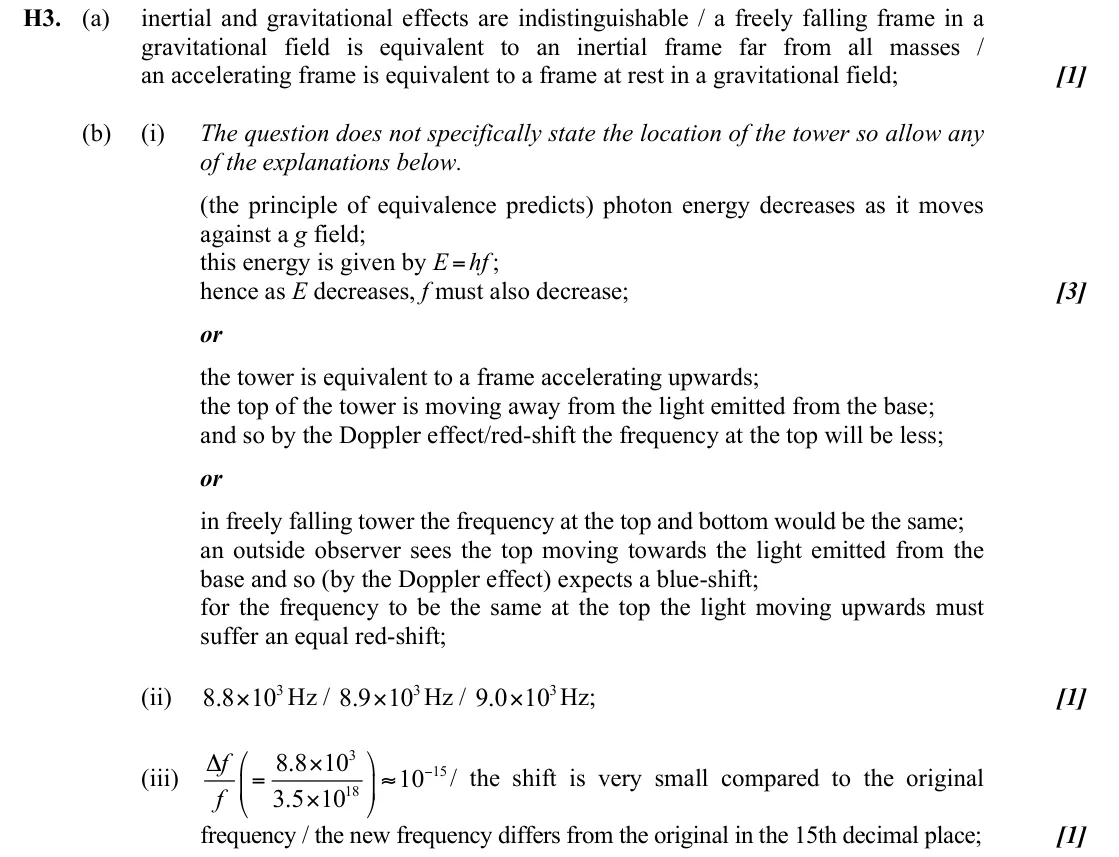 H3. (a) inertial and gravitational effects are indistinguishable / a freely falling frame in a
gravitational field is equivalent to an inertial frame far from all masses /
an accelerating frame is equivalent to a frame at rest in a gravitational field; [1]
(b) (i) The question does not specifically state the location of the tower so allow any
of the explanations below.
(the principle of equivalence predicts) photon energy decreases as it moves
against a g field;
this energy is given by E = hf;
hence as E decreases, f must also decrease; [3]
or
the tower is equivalent to a frame accelerating upwards;
the top of the tower is moving away from the light emitted from the base;
and so by the Doppler effect/red-shift the frequency at the top will be less;
or
in freely falling tower the frequency at the top and bottom would be the same;
an outside observer sees the top moving towards the light emitted from the
base and so (by the Doppler effect) expects a blue-shift;
for the frequency to be the same at the top the light moving upwards must
suffer an equal red-shift;
(ii) 8.8×10³ Hz / 8.9×10³ Hz / 9.0×10³ Hz; [1]
(iii) Δf/f (= 8.8×10³/3.5×10¹⁸) ≈ 10⁻¹⁵ / the shift is very small compared to the original
frequency / the new frequency differs from the original in the 15th decimal place; [1]